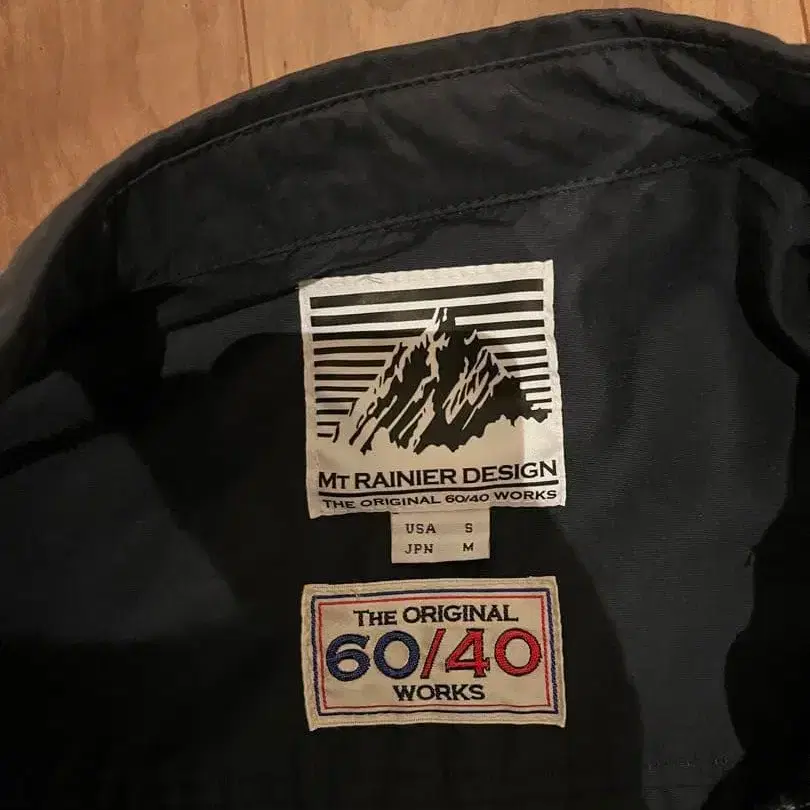 MT RAINIER DESIGN
THE ORIGINAL 60/40 WORKS
USA S
JPN M
THE ORIGINAL
60/40
WORKS